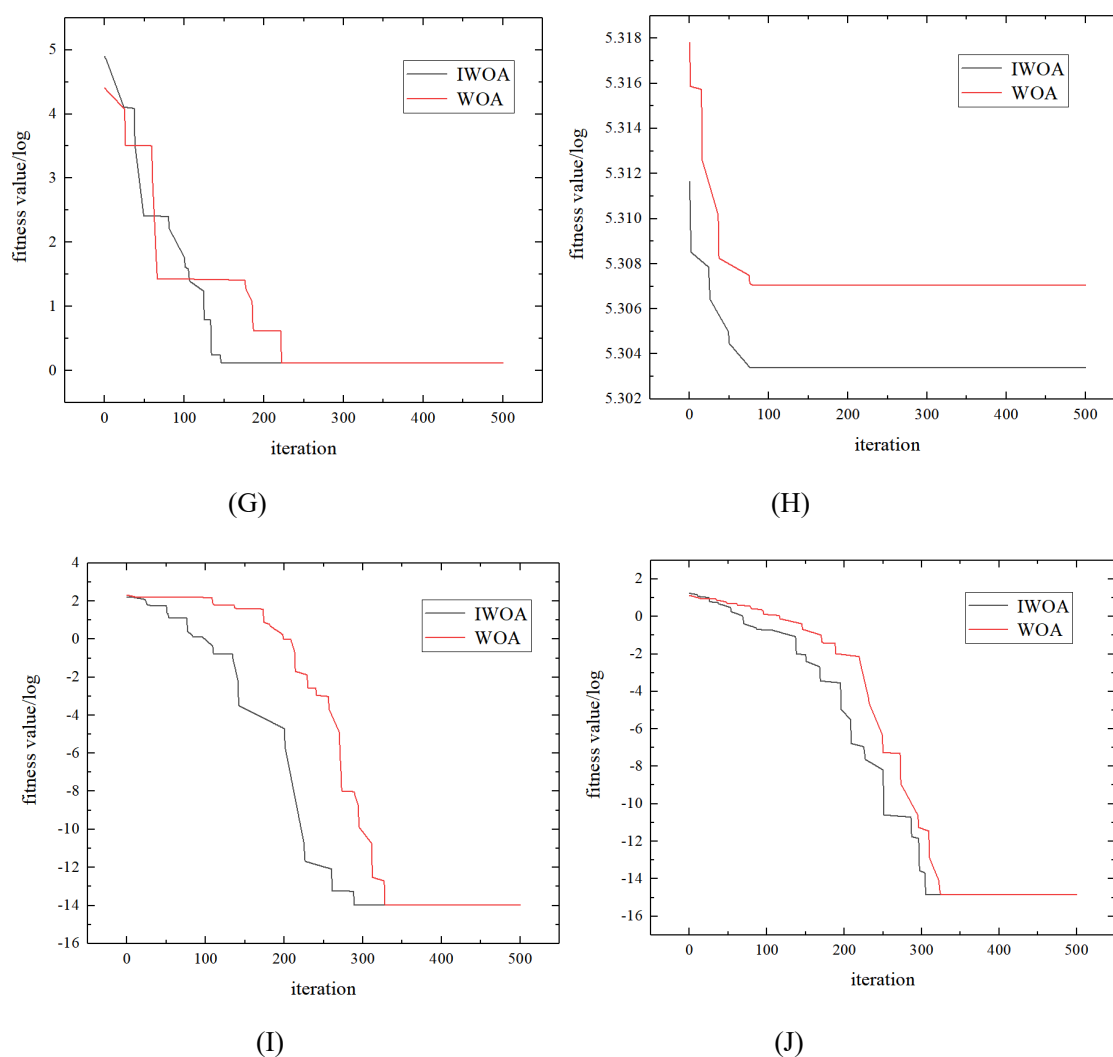 5
4
3
2
1
0
fitness value/log
IWOA
WOA
0 100 200 300 400 500
iteration
(G)
5.318
5.316
5.314
5.312
5.310
5.308
5.306
5.304
5.302
fitness value/log
IWOA
WOA
0 100 200 300 400 500
iteration
(H)
4
2
0
-2
-4
-6
-8
-10
-12
-14
-16
fitness value/log
IWOA
WOA
0 100 200 300 400 500
iteration
(I)
2
0
-2
-4
-6
-8
-10
-12
-14
-16
fitness value/log
IWOA
WOA
0 100 200 300 400 500
iteration
(J)